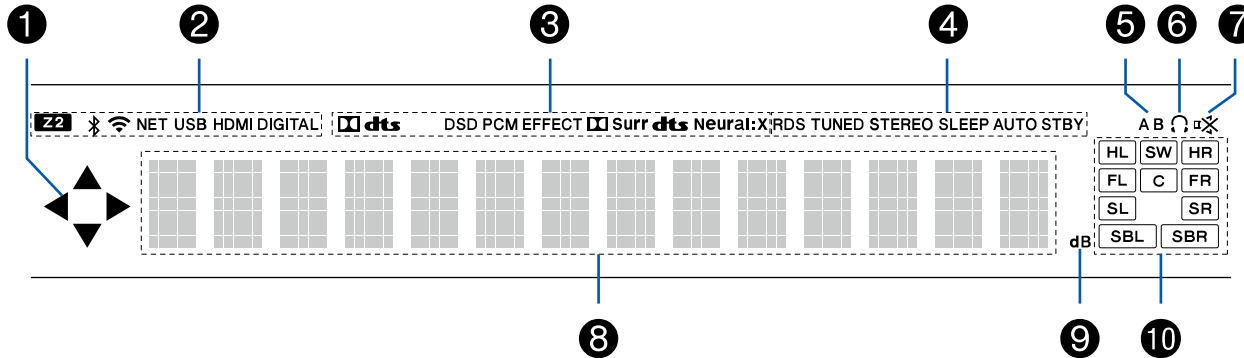 1 2 3 4 5 6 7
Z2 NET USB HDMI DIGITAL dts DSD PCM EFFECT Surr dts Neural:X RDS TUNED STEREO SLEEP AUTO STBY A B
HL SW HR
FL C FR
SL SR
dB SBL SBR
8 9 10